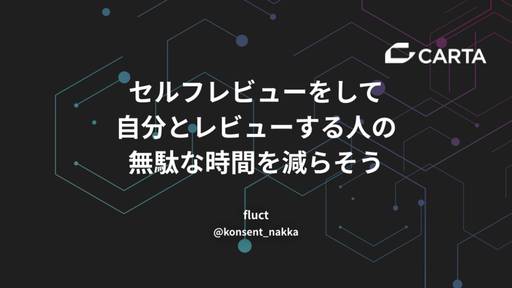 CARTA
セルフレビューをして
自分とレビューする人の
無駄な時間を減らそう
fluct
@konsent_nakka